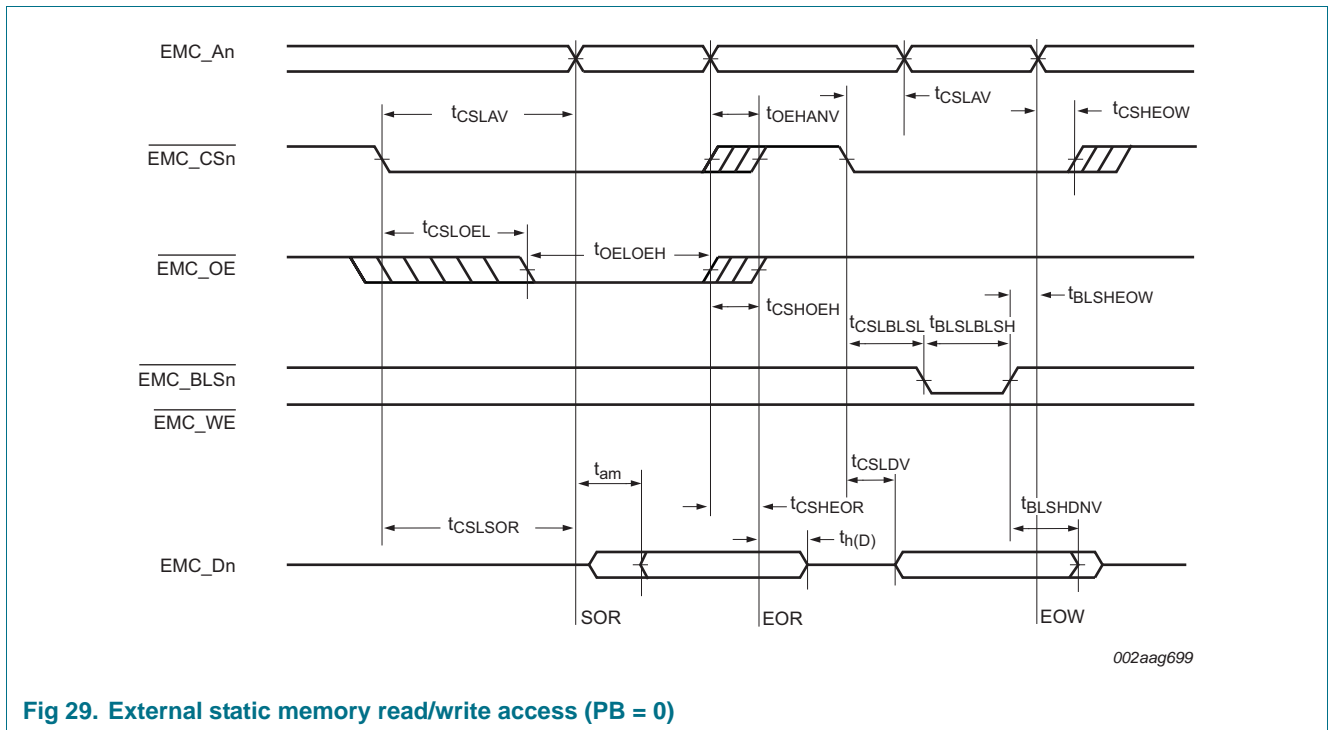 EMC_An
tCSLAV
tOEHANV
tCSLAV
tCSHEOW
EMC_CSn
tCSLOEL
tOELOEH
EMC_OE
tCSHOEH
tBLSHEOW
tCSLBLSL
tBLSLBLSH
EMC_BLSn
EMC_WE
tam
tCSLDV
tCSLSOR
tCSHEOR
tBLSHDNV
th(D)
EMC_Dn
SOR
EOR
EOW
002aag699
Fig 29. External static memory read/write access (PB = 0)